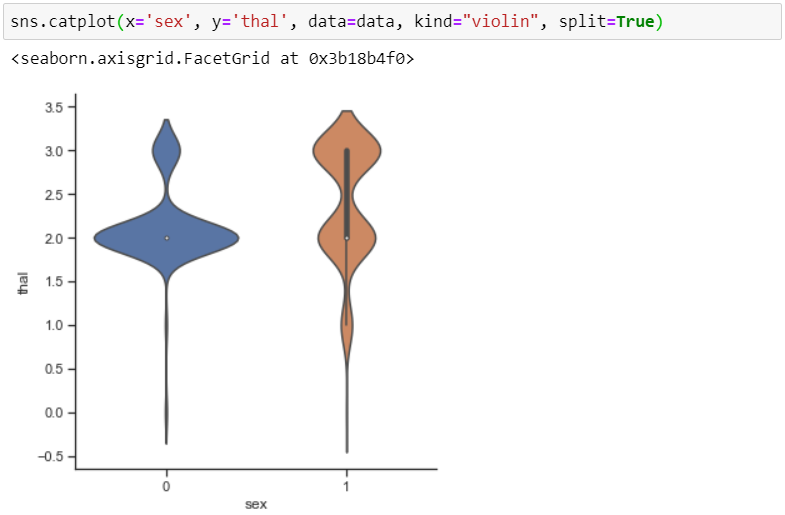 sns.catplot(x='sex', y='thal', data=data, kind="violin", split=True)
<seaborn.axisgrid.FacetGrid at 0x3b18b4f0>
3.5
3.0
2.5
2.0
1.5
1.0
0.5
0.0
−0.5
thal
0
1
sex